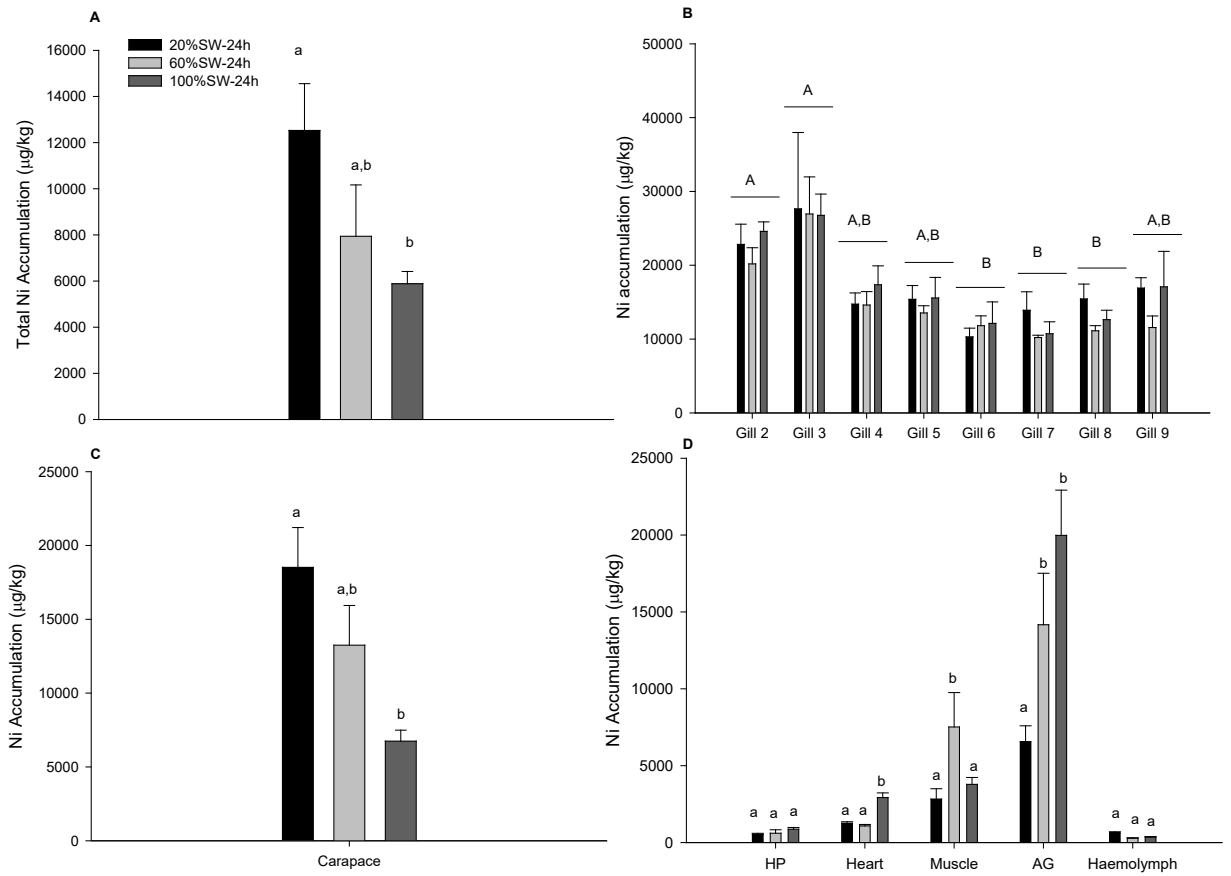 A
20%SW-24h
60%SW-24h
100%SW-24h
Total Ni Accumulation (µg/kg)
16000
14000
12000
10000
8000
6000
4000
2000
0
a
a,b
b
B
Ni accumulation (µg/kg)
50000
40000
30000
20000
10000
0
A
A
A,B
A,B
B
B
B
A,B
Gill 2 Gill 3 Gill 4 Gill 5 Gill 6 Gill 7 Gill 8 Gill 9
C
Ni Accumulation (µg/kg)
25000
20000
15000
10000
5000
0
a
a,b
b
Carapace
D
Ni Accumulation (µg/kg)
25000
20000
15000
10000
5000
0
a a a
a a b
a b a
a b b
a a a
HP Heart Muscle AG Haemolymph